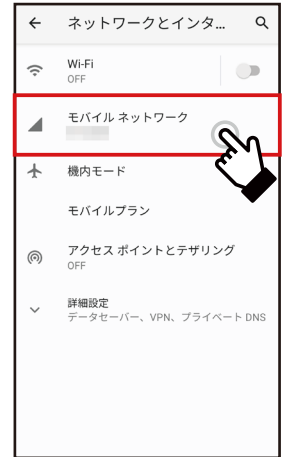 ネットワークとインタ...
Wi-Fi
OFF
モバイル ネットワーク
機内モード
モバイルプラン
アクセス ポイントとテザリング
OFF
詳細設定
データセーバー、VPN、プライベート DNS